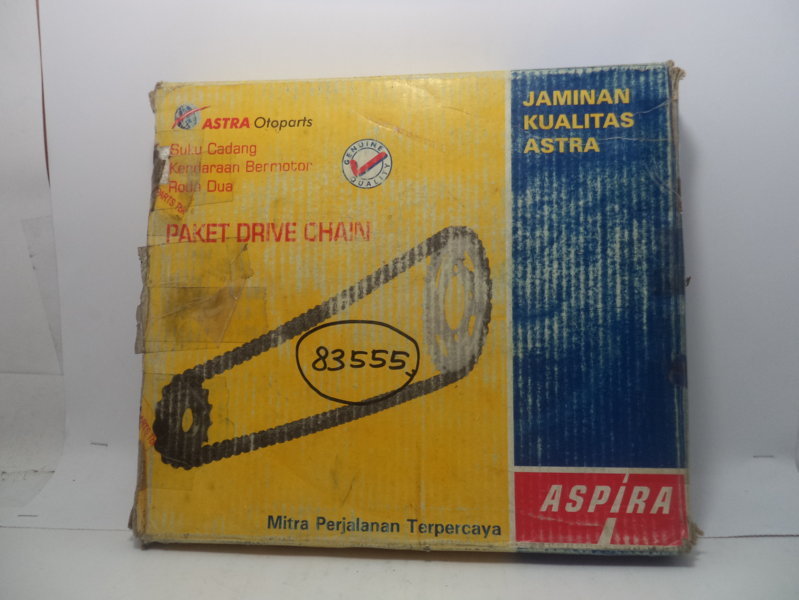 ASTRA Otoparts
Suku Cadang
Kendaraan Bermotor
Roda Dua
GENUINE
QUALITY
PAKET DRIVE CHAIN
83555
Mitra Perjalanan Terpercaya
JAMINAN
KUALITAS
ASTRA
ASPIRA